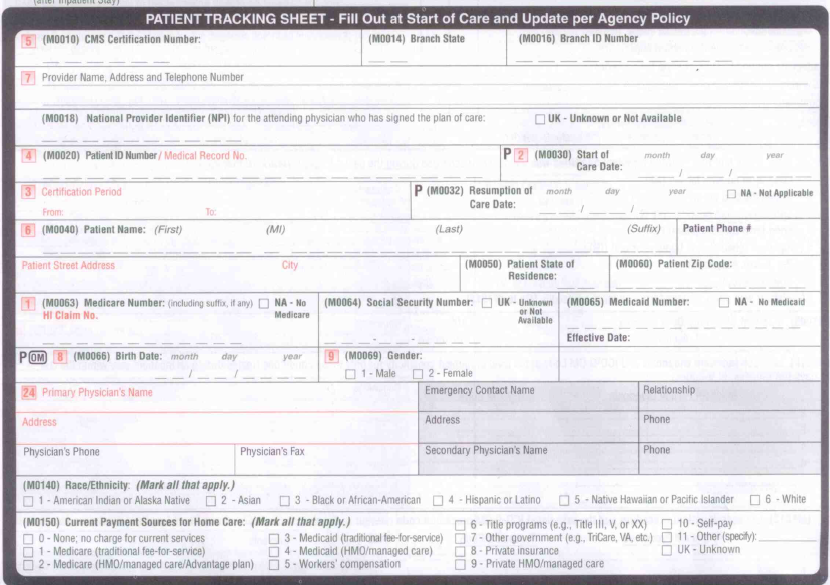 (after Inpatient Stay)
PATIENT TRACKING SHEET - Fill Out at Start of Care and Update per Agency Policy
5 (M0010) CMS Certification Number: (M0014) Branch State (M0016) Branch ID Number
7 Provider Name, Address and Telephone Number
(M0018) National Provider Identifier (NPI) for the attending physician who has signed the plan of care: UK - Unknown or Not Available
4 (M0020) Patient ID Number / Medical Record No. P 2 (M0030) Start of month day year
Care Date: / /
3 Certification Period P (M0032) Resumption of month day year NA - Not Applicable
From: To: Care Date: / /
6 (M0040) Patient Name: (First) (MI) (Last) (Suffix) Patient Phone #
Patient Street Address City (M0050) Patient State of (M0060) Patient Zip Code:
Residence:
1 (M0063) Medicare Number: (including suffix, if any) NA - No (M0064) Social Security Number: UK - Unknown (M0065) Medicaid Number: NA - No Medicaid
HI Claim No. Medicare or Not
Available
- -
Effective Date:
P OM 8 (M0066) Birth Date: month day year 9 (M0069) Gender:
/ / 1 - Male 2 - Female
24 Primary Physician's Name Emergency Contact Name Relationship
Address Address Phone
Physician's Phone Physician's Fax Secondary Physician's Name Phone
(M0140) Race/Ethnicity: (Mark all that apply.)
1 - American Indian or Alaska Native 2 - Asian 3 - Black or African-American 4 - Hispanic or Latino 5 - Native Hawaiian or Pacific Islander 6 - White
(M0150) Current Payment Sources for Home Care: (Mark all that apply.) 6 - Title programs (e.g., Title III, V, or XX) 10 - Self-pay
0 - None; no charge for current services 3 - Medicaid (traditional fee-for-service) 7 - Other government (e.g., TriCare, VA, etc.) 11 - Other (specify):
1 - Medicare (traditional fee-for-service) 4 - Medicaid (HMO/managed care) 8 - Private insurance UK - Unknown
2 - Medicare (HMO/managed care/Advantage plan) 5 - Workers' compensation 9 - Private HMO/managed care